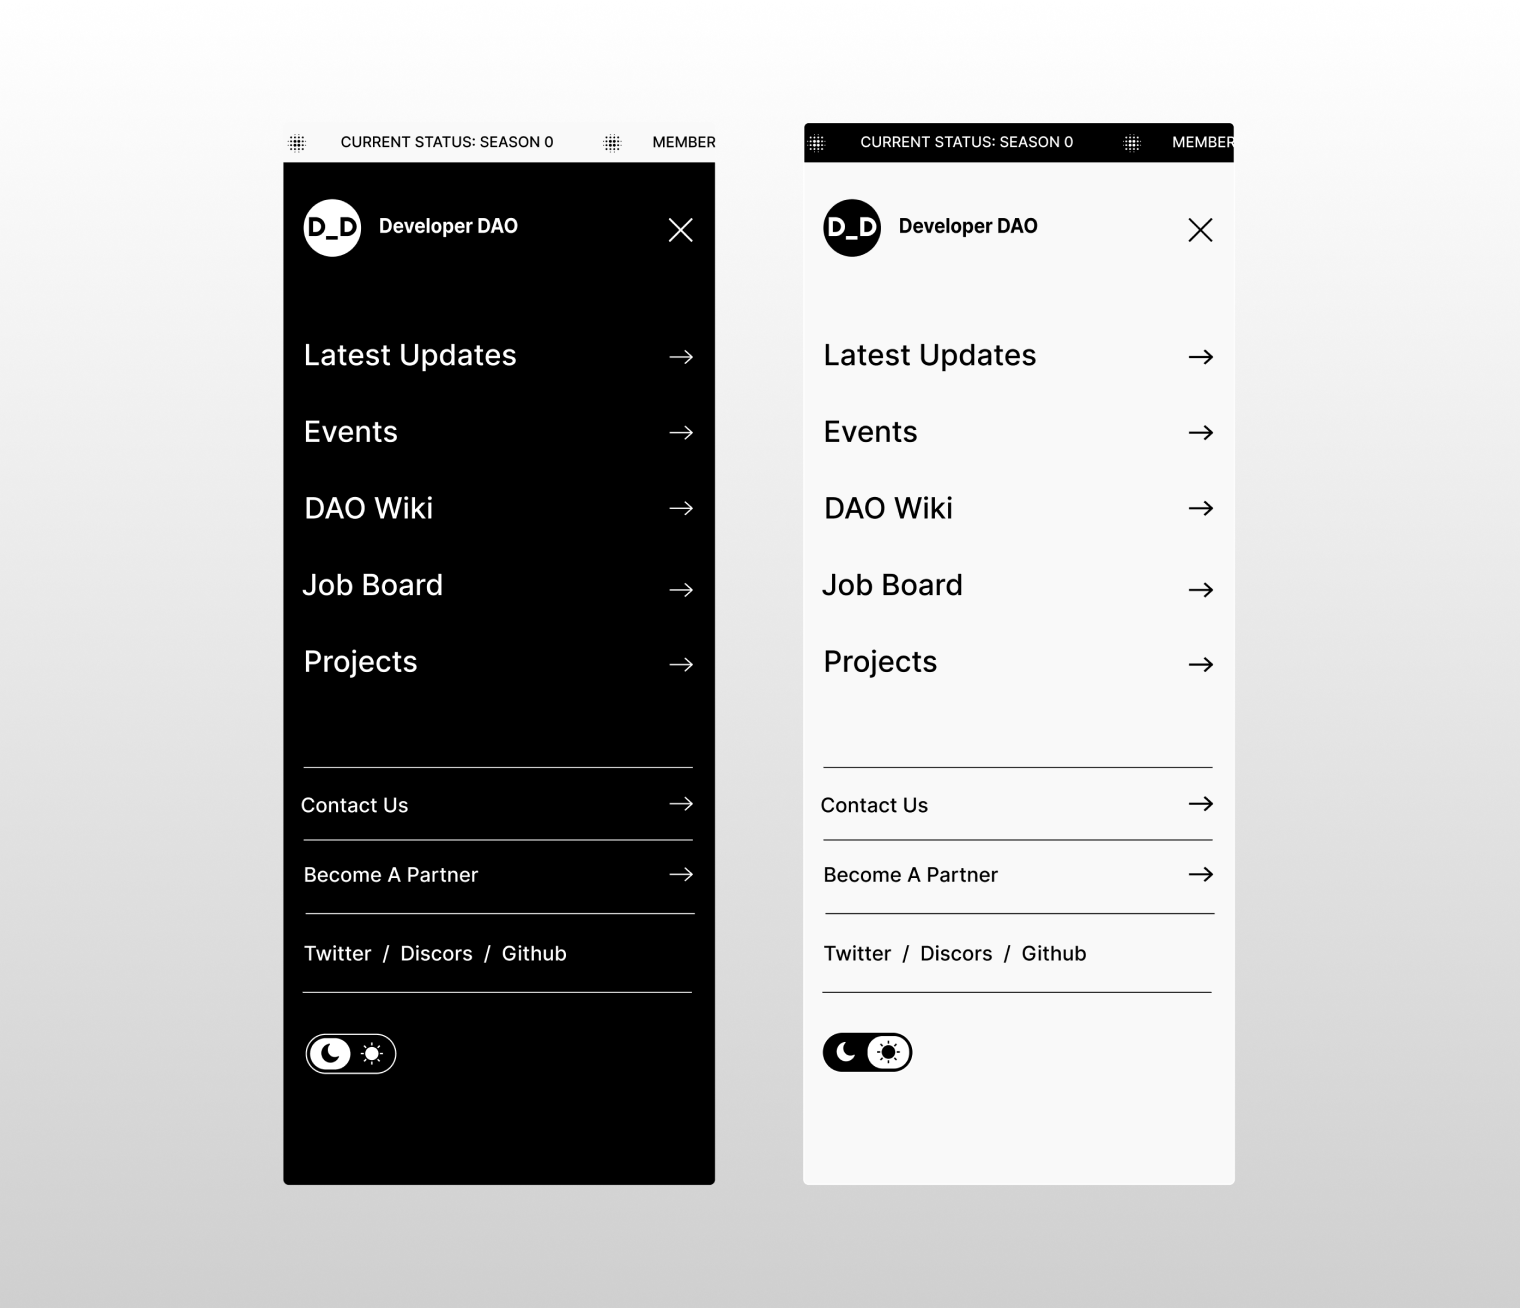 CURRENT STATUS: SEASON 0 MEMBER
D_D Developer DAO
Latest Updates
Events
DAO Wiki
Job Board
Projects
Contact Us
Become A Partner
Twitter / Discors / Github
CURRENT STATUS: SEASON 0 MEMBER
D_D Developer DAO
Latest Updates
Events
DAO Wiki
Job Board
Projects
Contact Us
Become A Partner
Twitter / Discors / Github